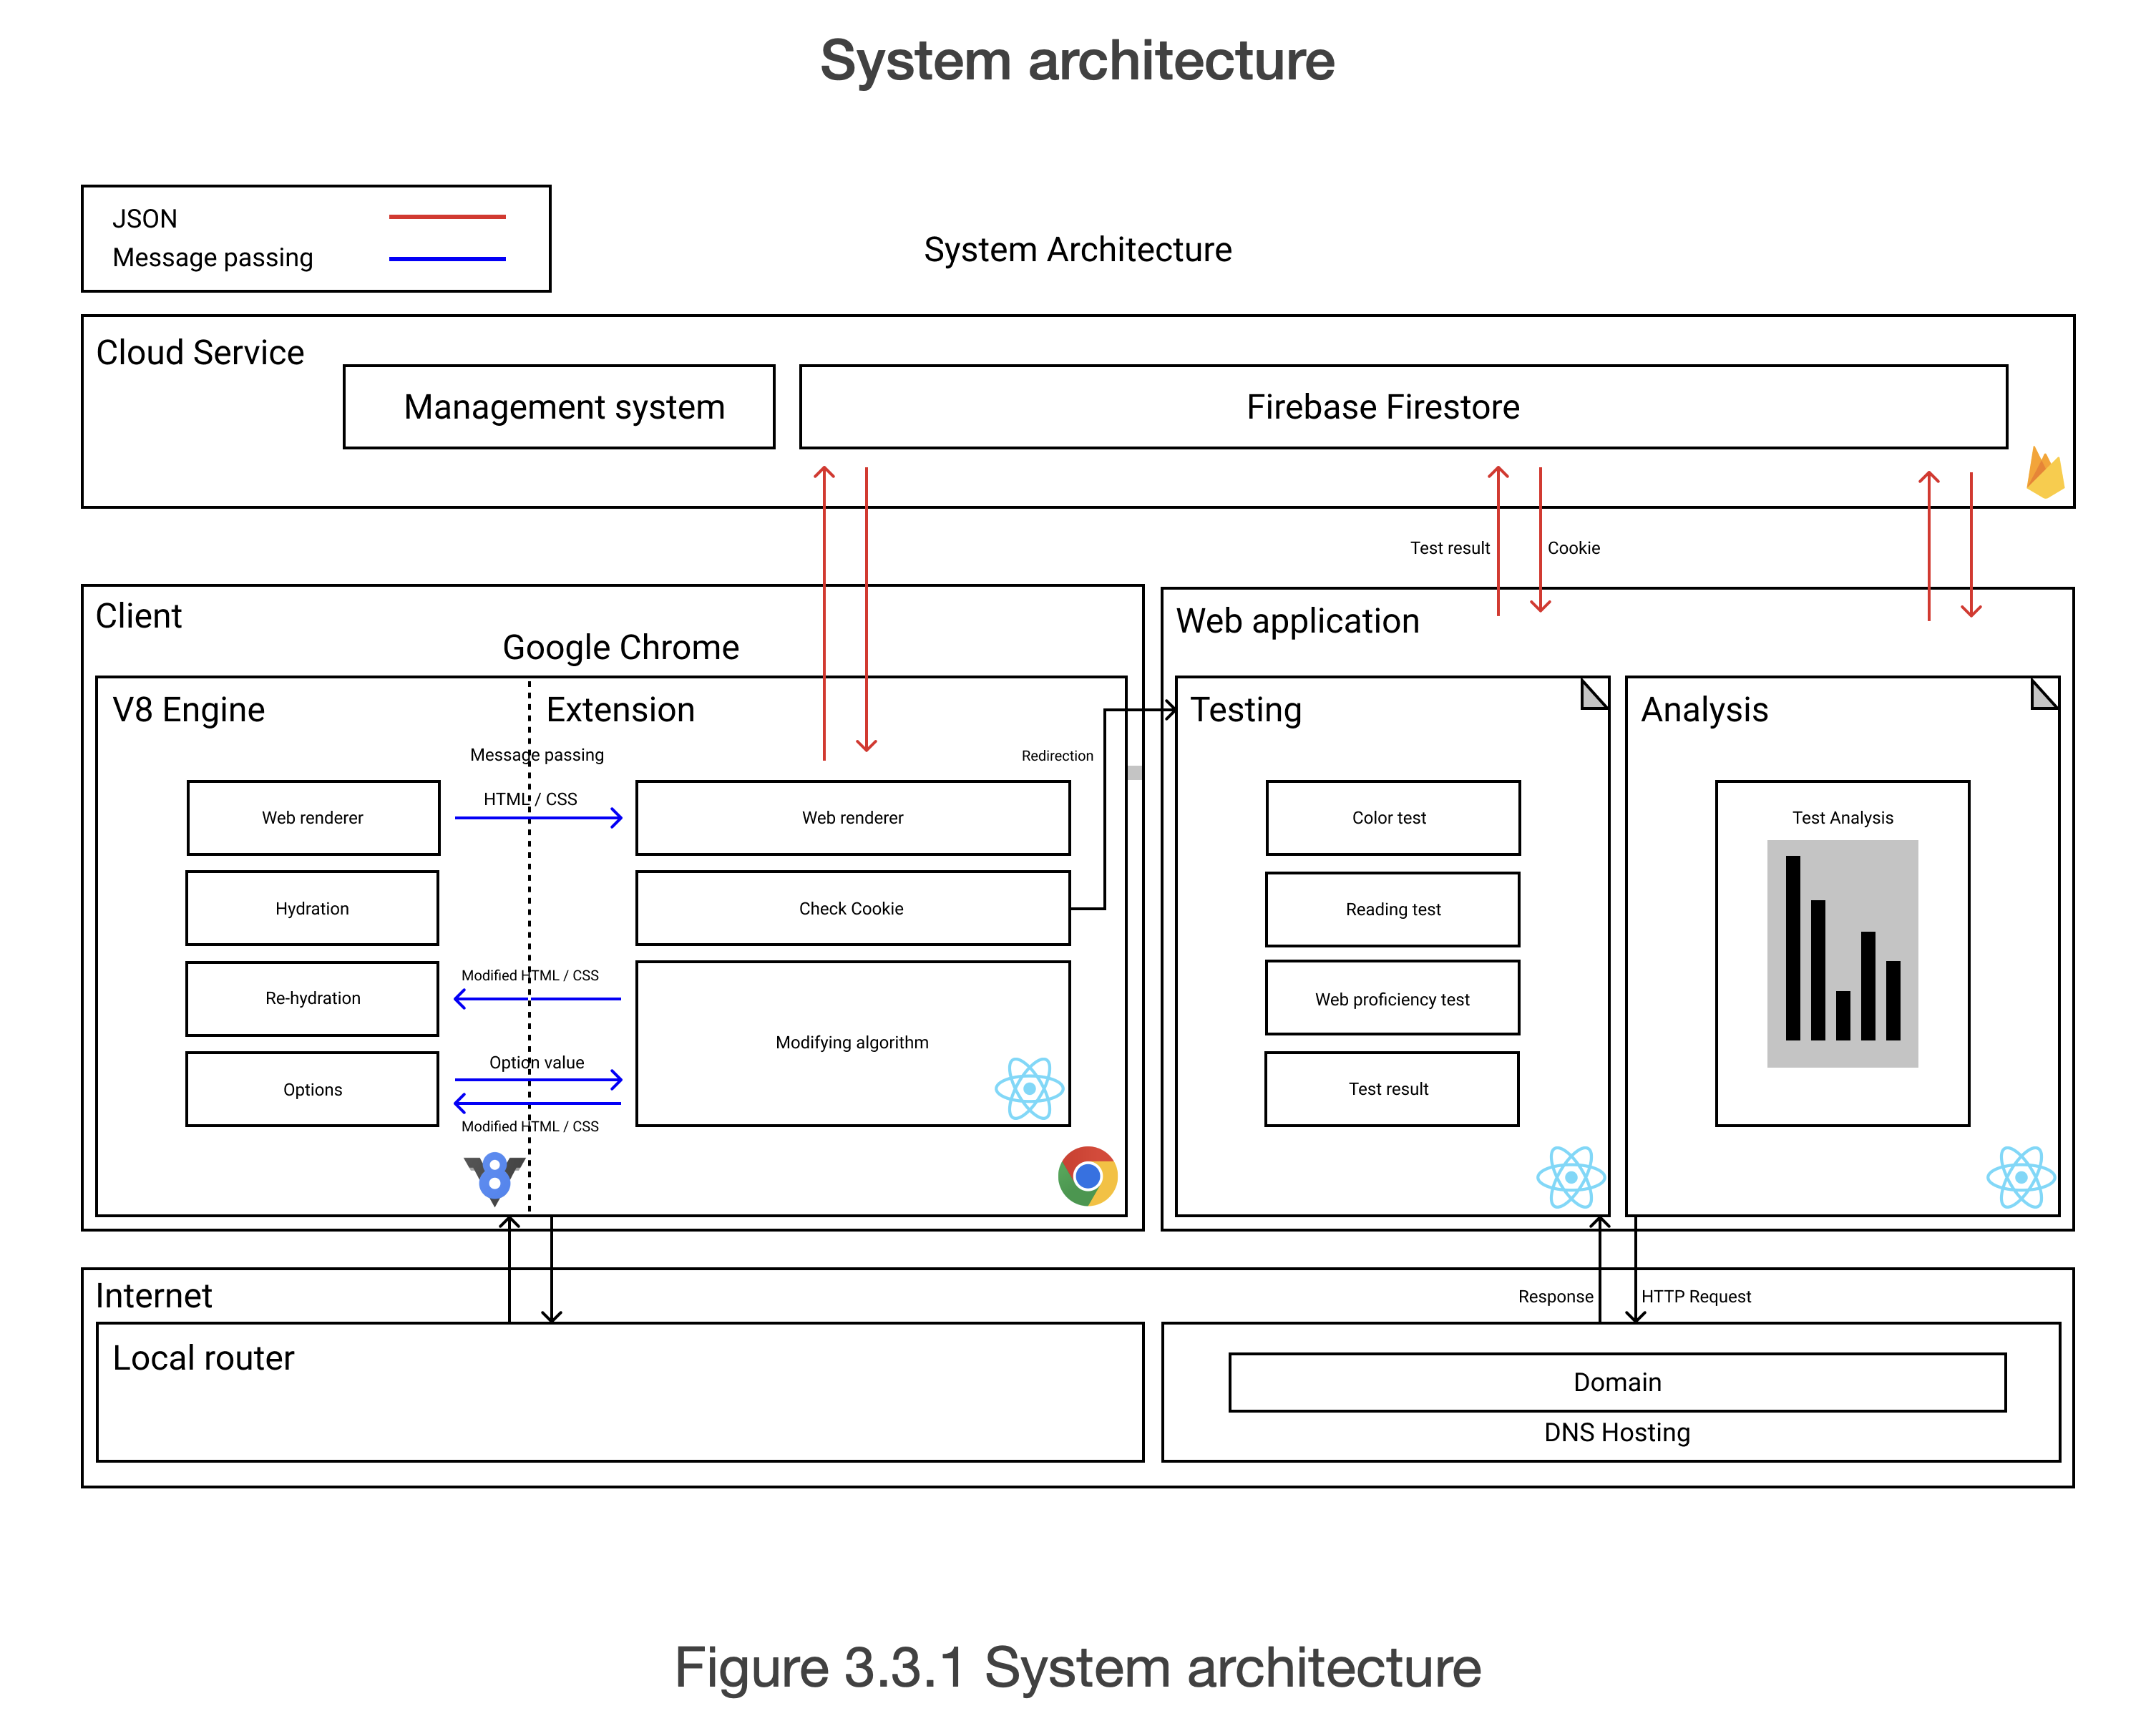 System architecture
JSON
Message passing
System Architecture
Cloud Service
Management system
Firebase Firestore
Test result
Cookie
Client
Google Chrome
Web application
V8 Engine
Extension
Testing
Analysis
Message passing
Redirection
HTML / CSS
Web renderer
Web renderer
Color test
Test Analysis
Hydration
Check Cookie
Reading test
Modified HTML / CSS
Re-hydration
Web proficiency test
Modifying algorithm
Option value
Options
Test result
Modified HTML / CSS
8
Internet
Response
HTTP Request
Local router
Domain
DNS Hosting
Figure 3.3.1 System architecture